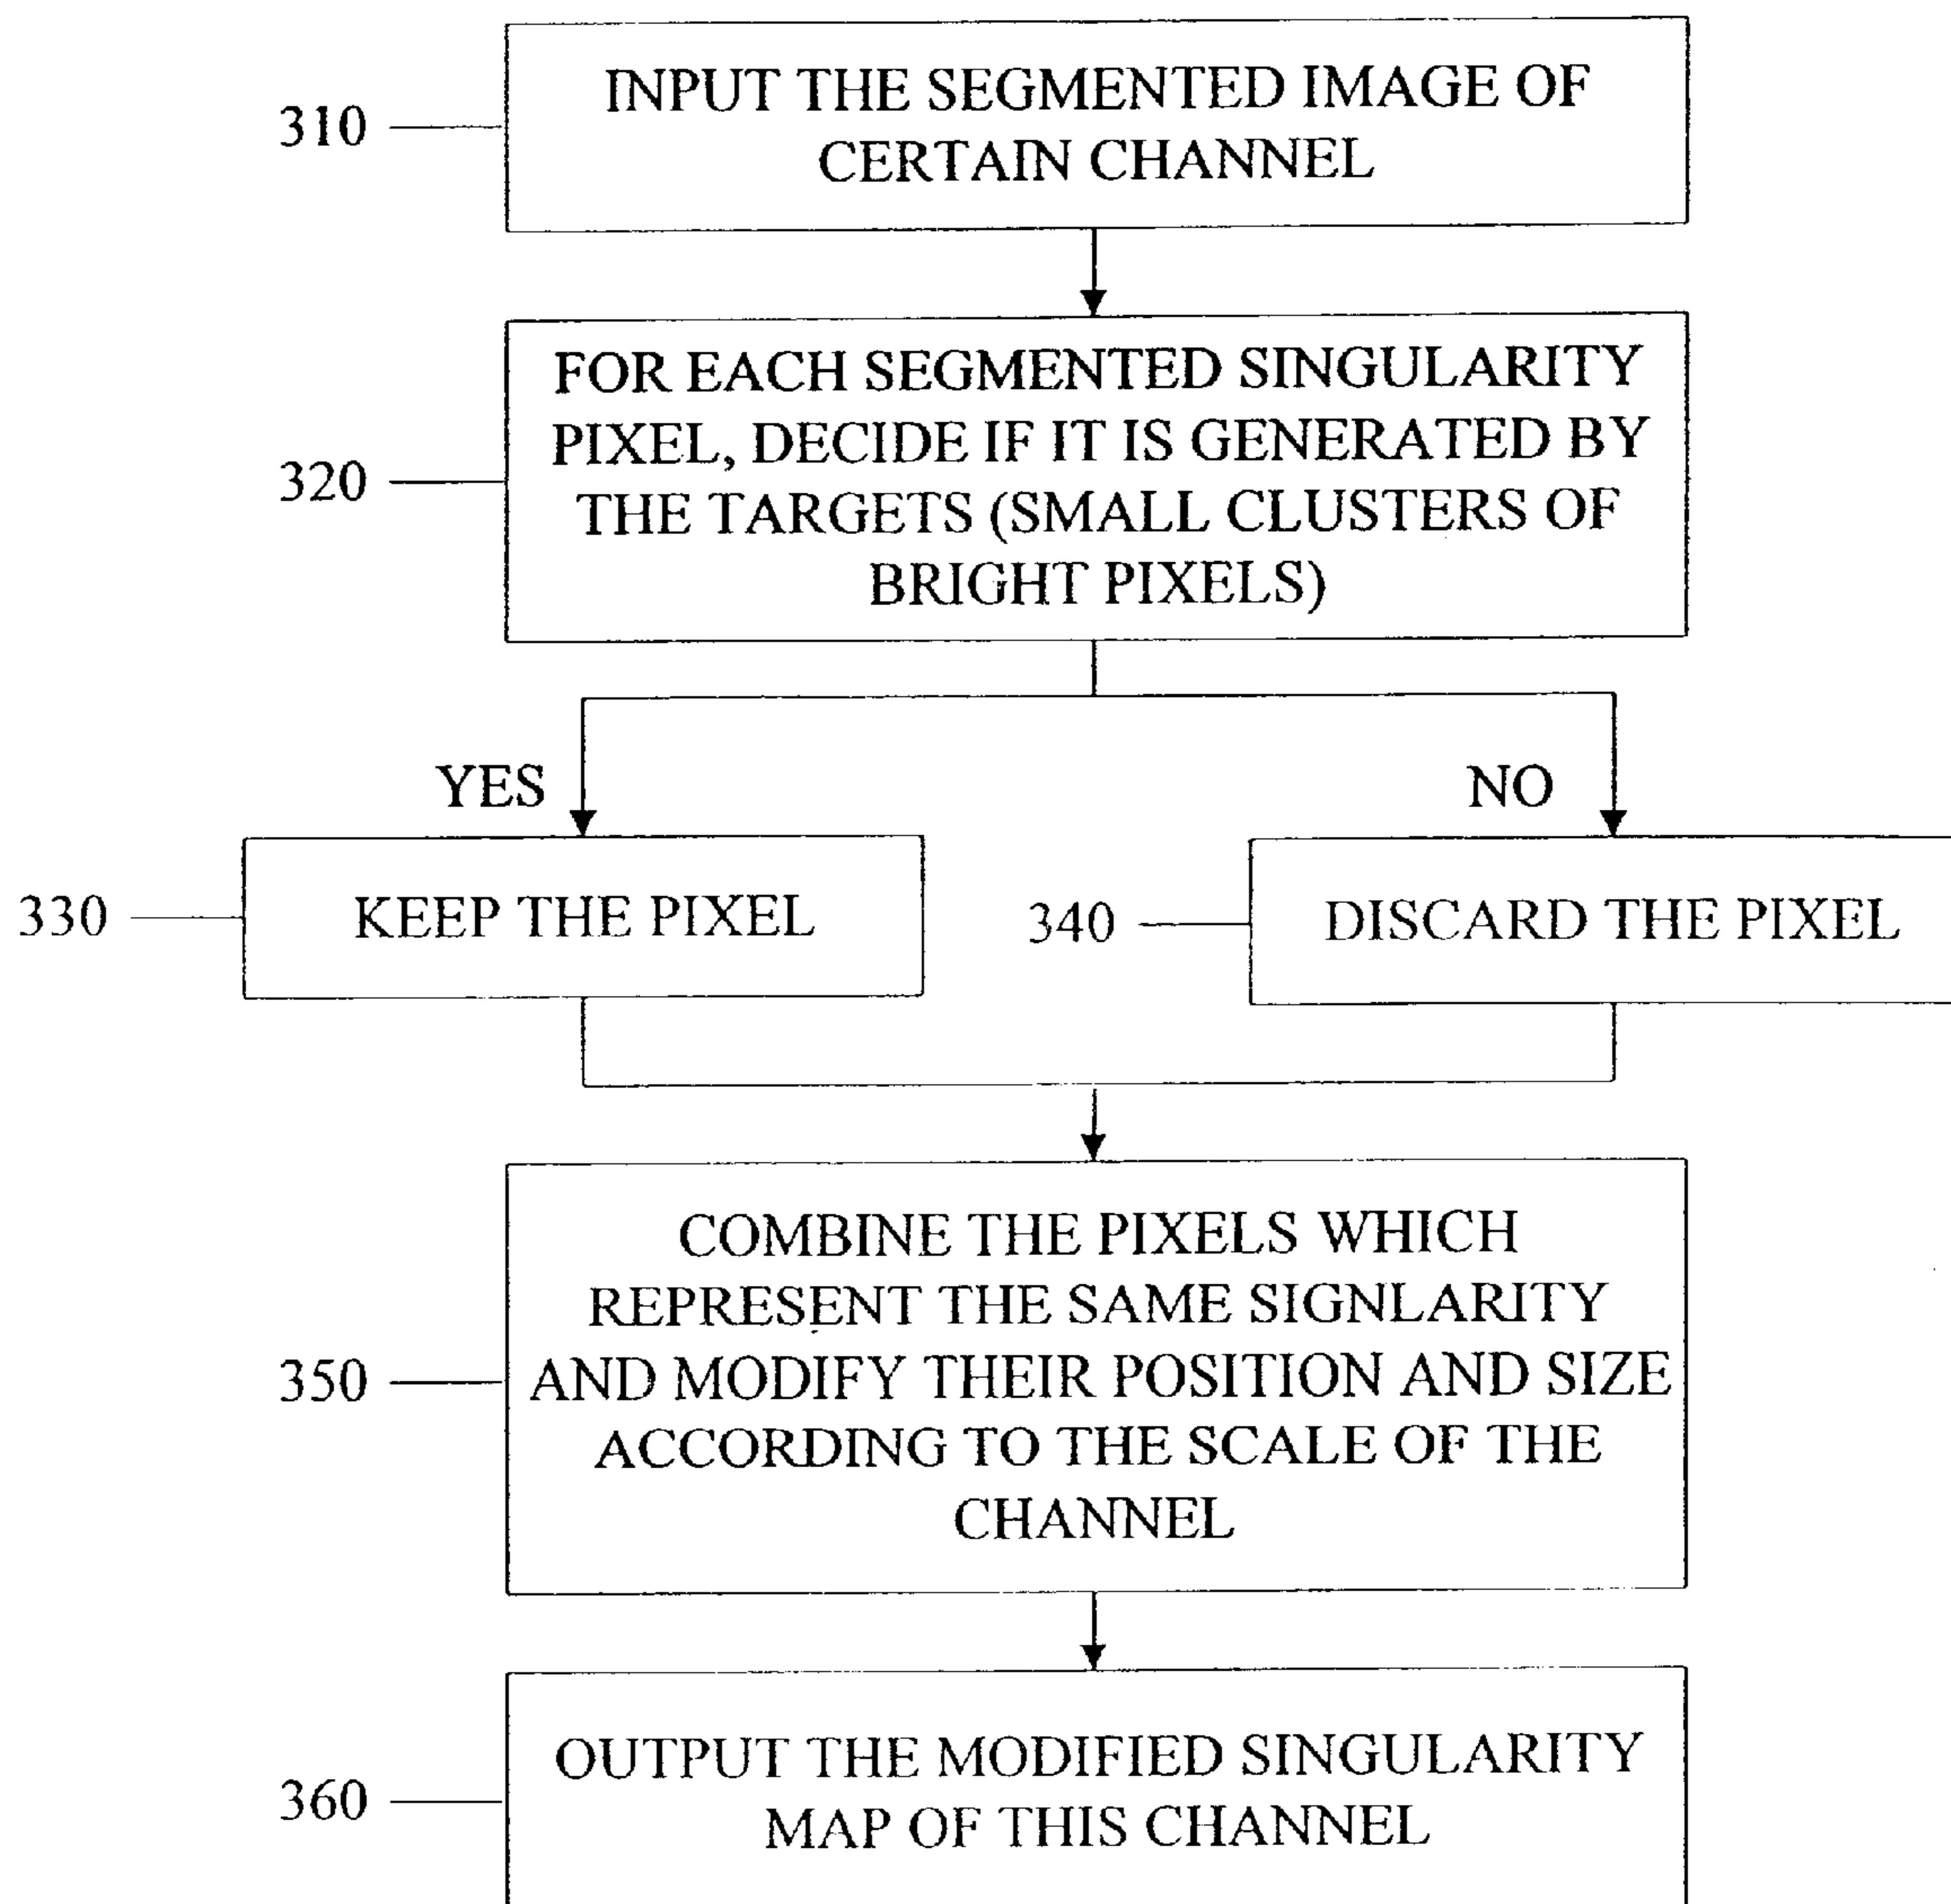 310
INPUT THE SEGMENTED IMAGE OF
CERTAIN CHANNEL
320
FOR EACH SEGMENTED SINGULARITY
PIXEL, DECIDE IF IT IS GENERATED BY
THE TARGETS (SMALL CLUSTERS OF
BRIGHT PIXELS)
YES
NO
330
KEEP THE PIXEL
340
DISCARD THE PIXEL
350
COMBINE THE PIXELS WHICH
REPRESENT THE SAME SIGNLARITY
AND MODIFY THEIR POSITION AND SIZE
ACCORDING TO THE SCALE OF THE
CHANNEL
360
OUTPUT THE MODIFIED SINGULARITY
MAP OF THIS CHANNEL